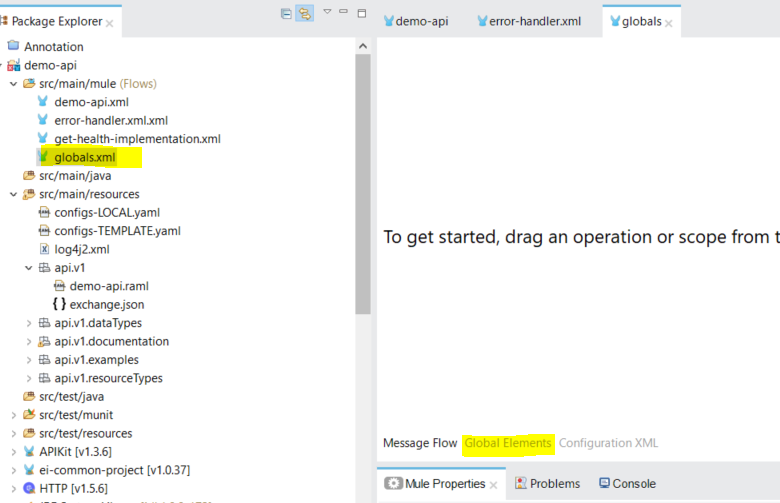 Package Explorer
Annotation
demo-api
src/main/mule (Flows)
demo-api.xml
error-handler.xml.xml
get-health-implementation.xml
globals.xml
src/main/java
src/main/resources
configs-LOCAL.yaml
configs-TEMPLATE.yaml
log4j2.xml
api.v1
demo-api.raml
exchange.json
api.v1.dataTypes
api.v1.documentation
api.v1.examples
api.v1.resourceTypes
src/test/java
src/test/munit
src/test/resources
APIKit [v1.3.6]
ei-common-project [v1.0.37]
HTTP [v1.5.6]
demo-api error-handler.xml globals
To get started, drag an operation or scope from t
Message Flow Global Elements Configuration XML
Mule Properties Problems Console